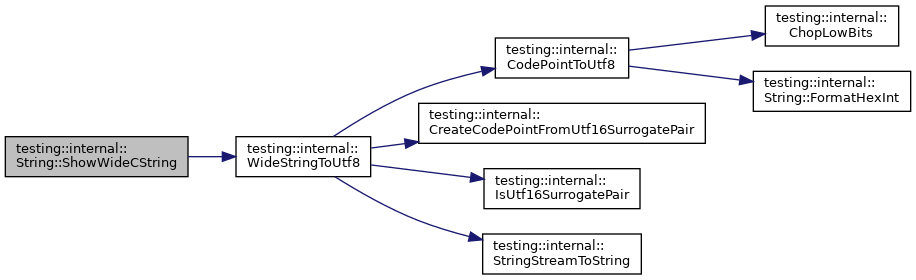 testing::internal::
String::ShowWideCString
testing::internal::
WideStringToUtf8
testing::internal::
CodePointToUtf8
testing::internal::
ChopLowBits
testing::internal::
String::FormatHexInt
testing::internal::
CreateCodePointFromUtf16SurrogatePair
testing::internal::
IsUtf16SurrogatePair
testing::internal::
StringStreamToString